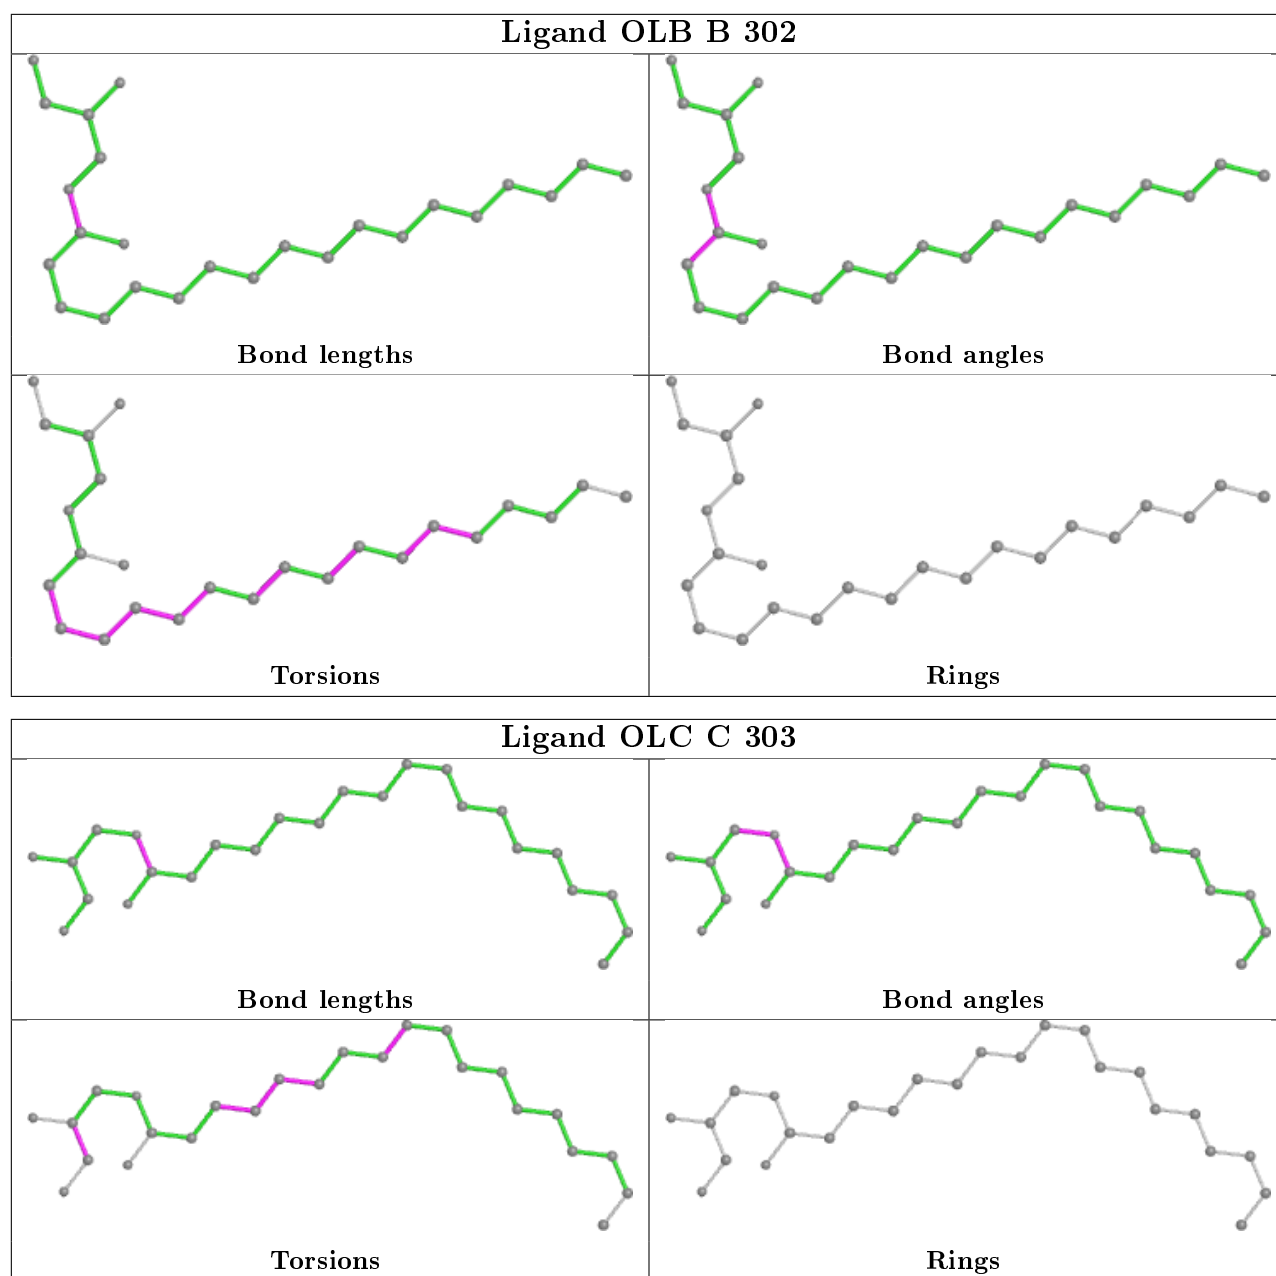 Ligand OLB B 302
Bond lengths
Bond angles
Torsions
Rings
Ligand OLC C 303
Bond lengths
Bond angles
Torsions
Rings